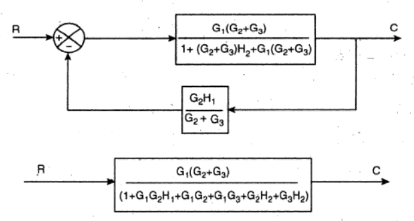 R
+
−
G₁(G₂+G₃)
1+ (G₂+G₃)H₂+G₁(G₂+G₃)
C
G₂H₁
G₂ + G₃
R
G₁(G₂+G₃)
(1+G₁G₂H₁+G₁G₂+G₁G₃+G₂H₂+G₃H₂)
C